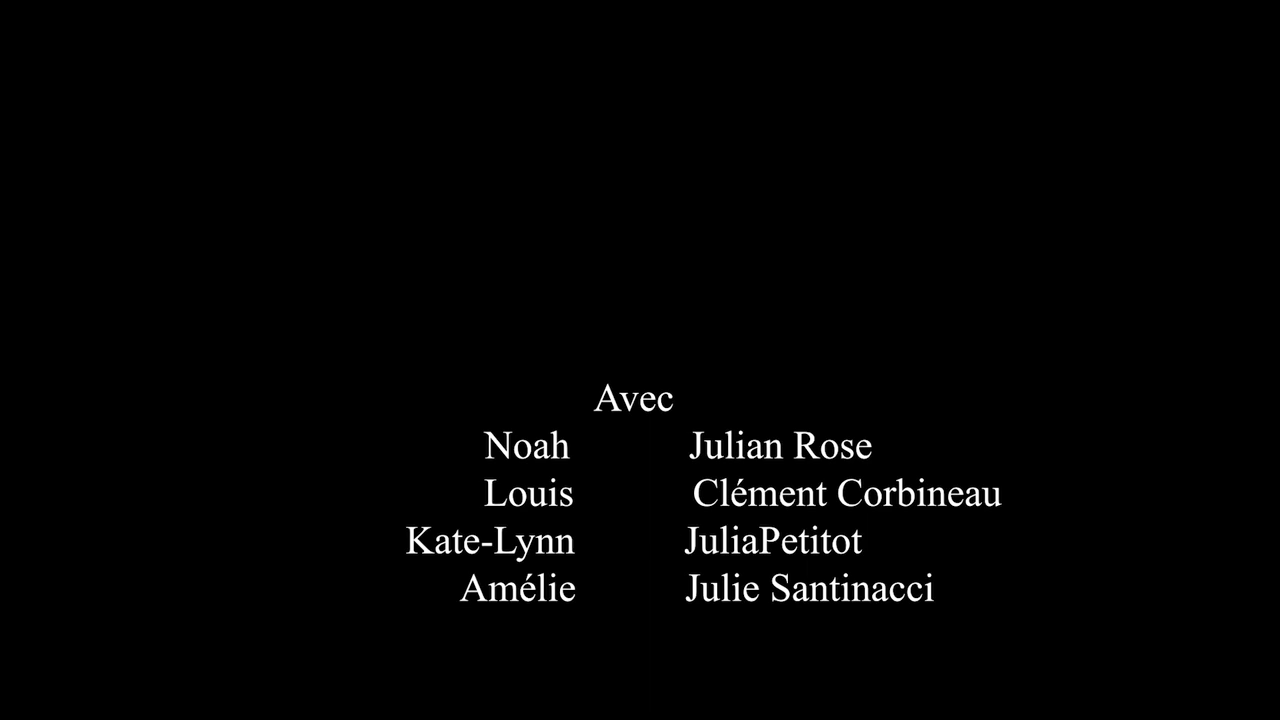 Avec
Noah Julian Rose
Louis Clément Corbineau
Kate-Lynn JuliaPetitot
Amélie Julie Santinacci